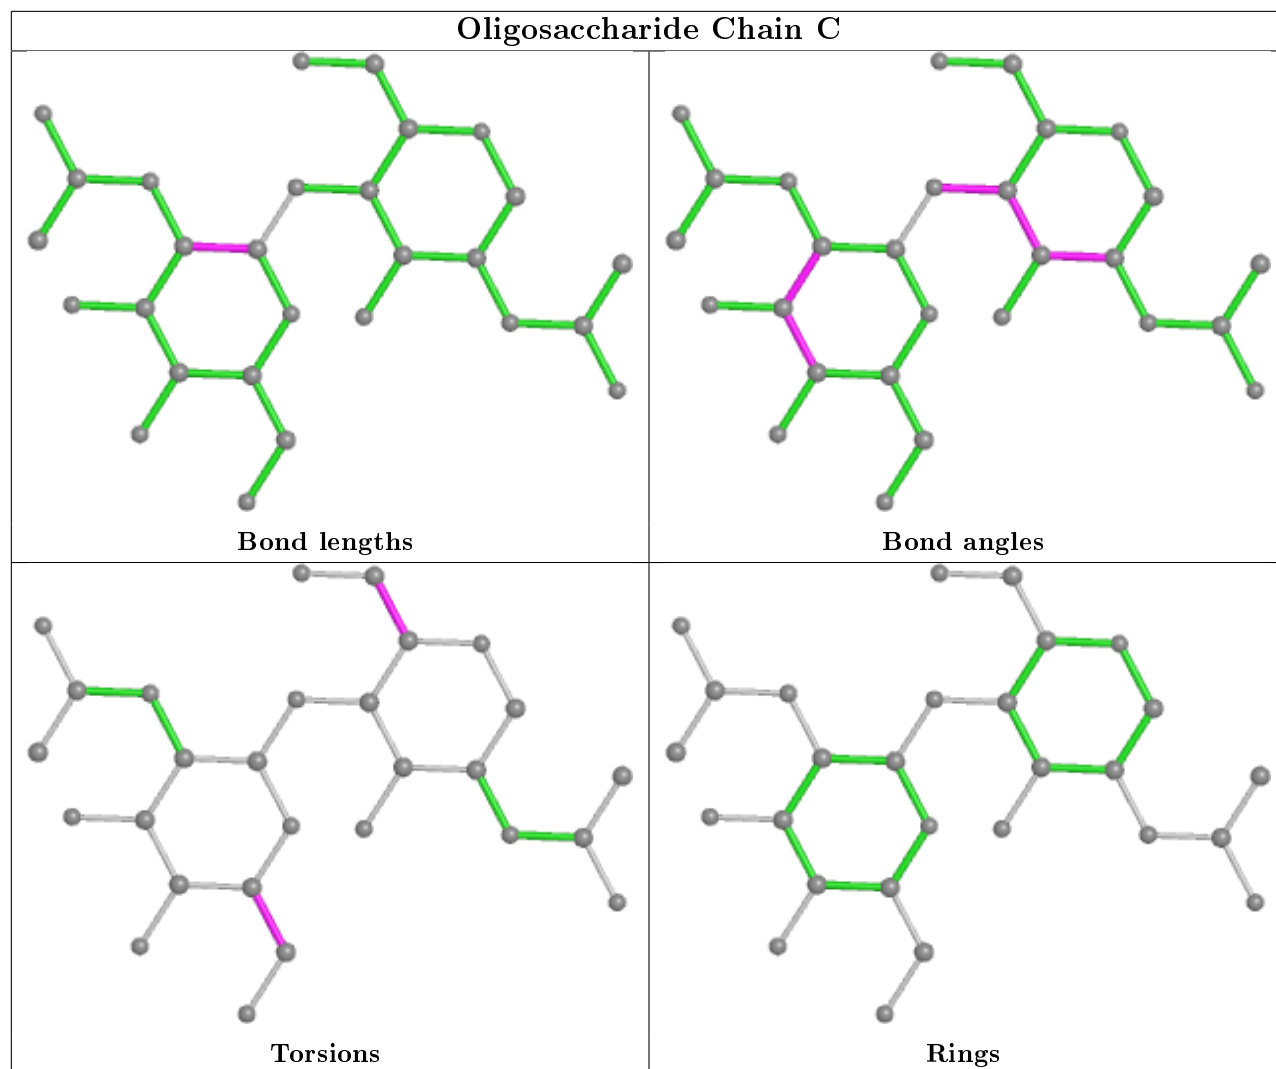 Oligosaccharide Chain C
Bond lengths
Bond angles
Torsions
Rings